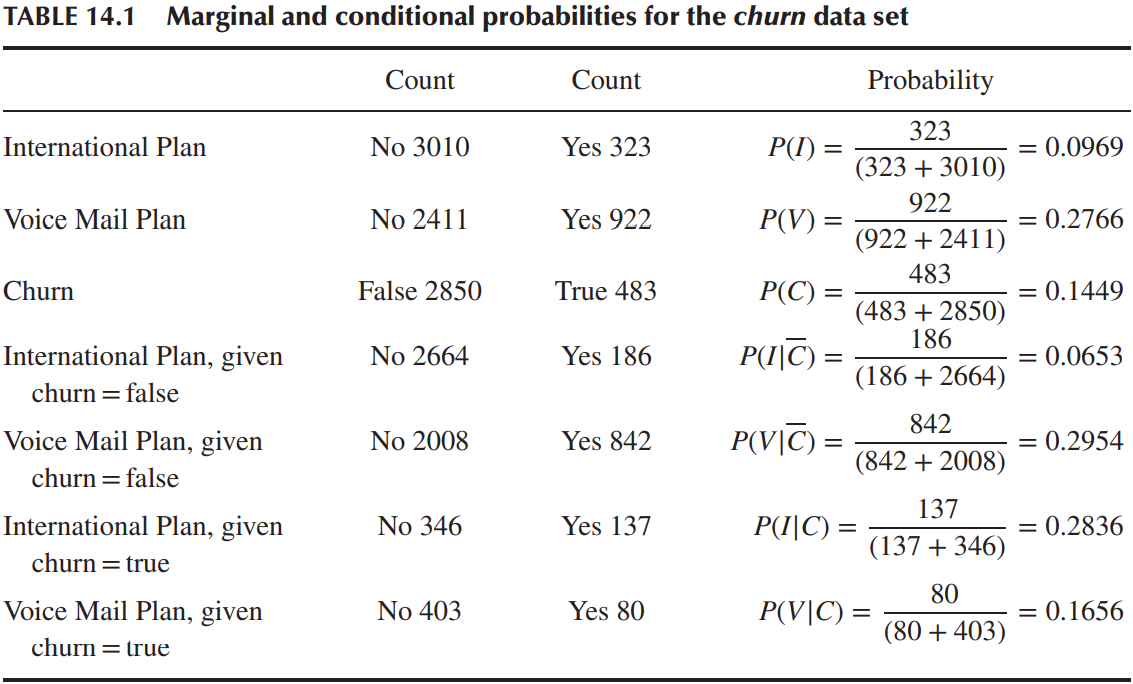 TABLE 14.1 Marginal and conditional probabilities for the churn data set
Count Count Probability
International Plan No 3010 Yes 323 P(I) = 323 / (323 + 3010) = 0.0969
Voice Mail Plan No 2411 Yes 922 P(V) = 922 / (922 + 2411) = 0.2766
Churn False 2850 True 483 P(C) = 483 / (483 + 2850) = 0.1449
International Plan, given No 2664 Yes 186 P(I|C̅) = 186 / (186 + 2664) = 0.0653
churn = false
Voice Mail Plan, given No 2008 Yes 842 P(V|C̅) = 842 / (842 + 2008) = 0.2954
churn = false
International Plan, given No 346 Yes 137 P(I|C) = 137 / (137 + 346) = 0.2836
churn = true
Voice Mail Plan, given No 403 Yes 80 P(V|C) = 80 / (80 + 403) = 0.1656
churn = true